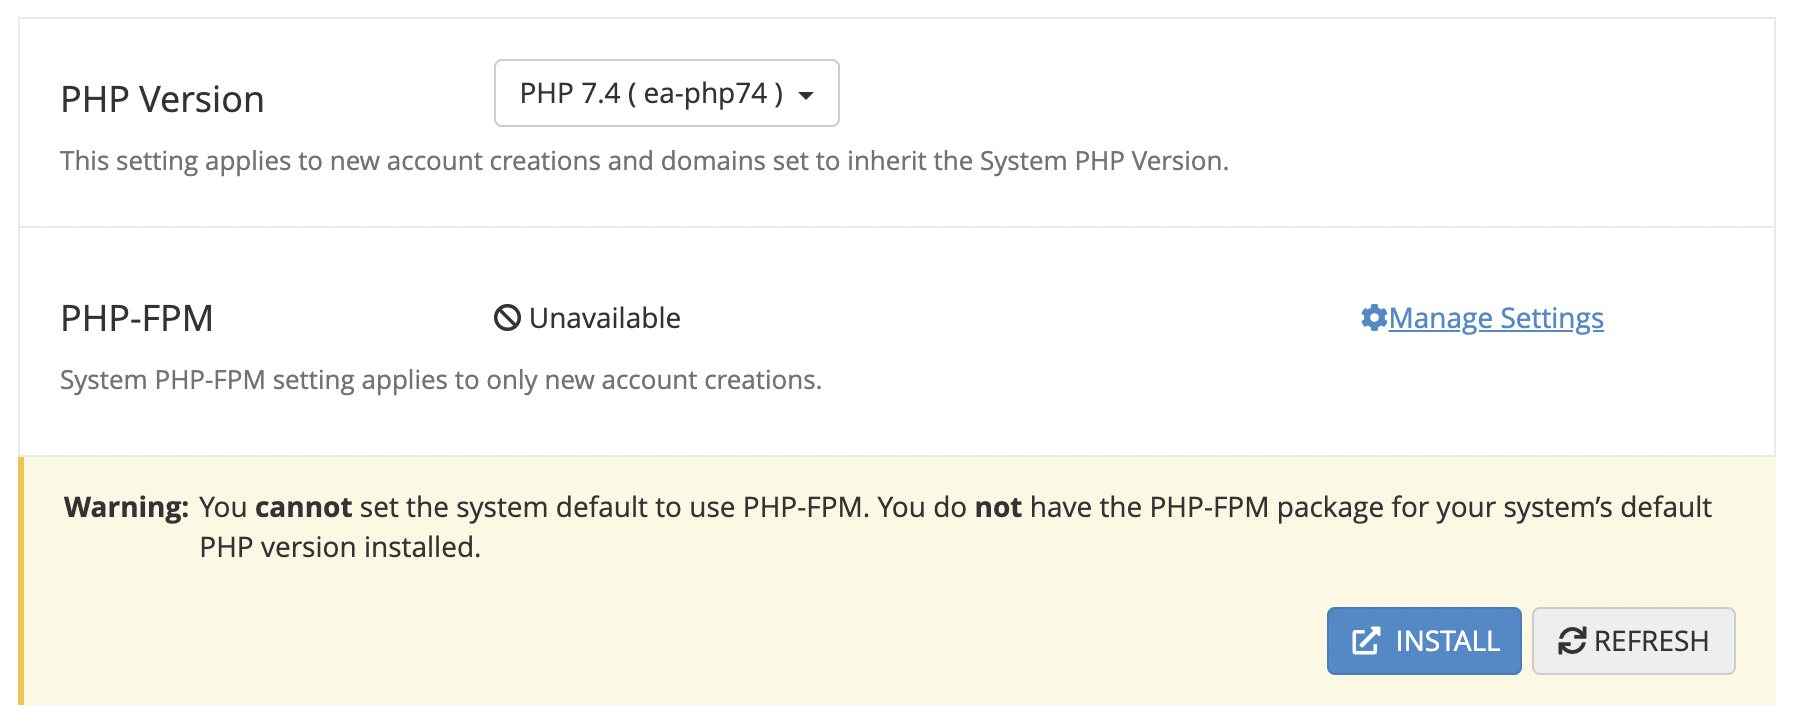 PHP Version
PHP 7.4 ( ea-php74 )
This setting applies to new account creations and domains set to inherit the System PHP Version.
PHP-FPM
Unavailable
Manage Settings
System PHP-FPM setting applies to only new account creations.
Warning: You cannot set the system default to use PHP-FPM. You do not have the PHP-FPM package for your system’s default
PHP version installed.
INSTALL
REFRESH